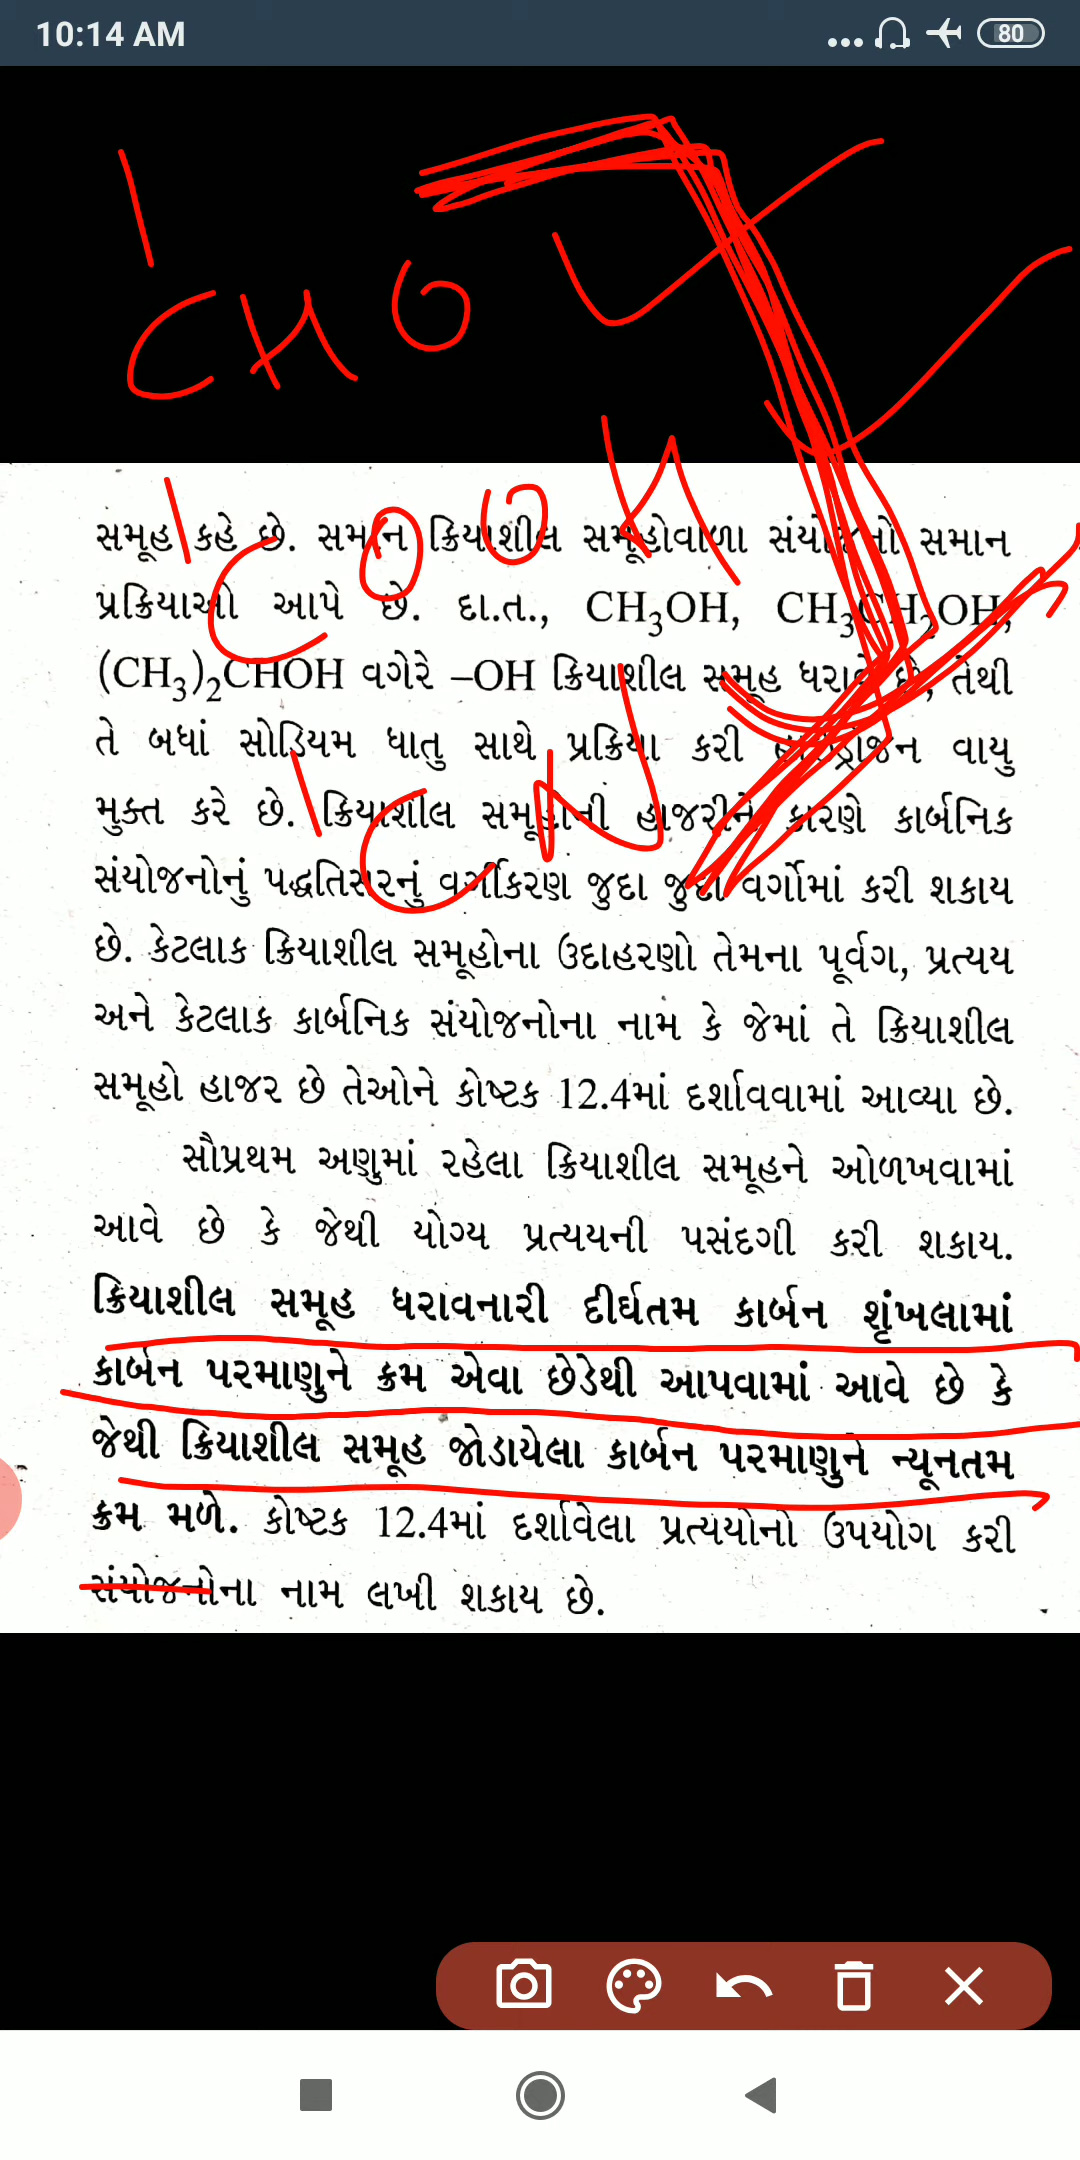 10:14 AM
80
CHO
સમૂહ કહે છે. સમાન ક્રિયાશીલ સમૂહોવાળા સંયોજનો સમાન
COOH
પ્રક્રિયાઓ આપે છે. દા.ત., CH₃OH, CH₃CH₂OH,
(CH₃)₂CHOH વગેરે –OH ક્રિયાશીલ સમૂહ ધરાવે છે, તેથી
તે બધાં સોડિયમ ધાતુ સાથે પ્રક્રિયા કરી હાઈડ્રોજન વાયુ
CN
મુક્ત કરે છે. ક્રિયાશીલ સમૂહોની હાજરીને કારણે કાર્બનિક
સંયોજનોનું પદ્ધતિસરનું વર્ગીકરણ જુદા જુદા વર્ગોમાં કરી શકાય
છે. કેટલાક ક્રિયાશીલ સમૂહોના ઉદાહરણો તેમના પૂર્વગ, પ્રત્યય
અને કેટલાક કાર્બનિક સંયોજનોના નામ કે જેમાં તે ક્રિયાશીલ
સમૂહો હાજર છે તેઓને કોષ્ટક 12.4માં દર્શાવવામાં આવ્યા છે.
સૌપ્રથમ અણુમાં રહેલા ક્રિયાશીલ સમૂહને ઓળખવામાં
આવે છે કે જેથી યોગ્ય પ્રત્યયની પસંદગી કરી શકાય.
ક્રિયાશીલ સમૂહ ધરાવનારી દીર્ઘતમ કાર્બન શૃંખલામાં
કાર્બન પરમાણુને ક્રમ એવા છેડેથી આપવામાં આવે છે કે
જેથી ક્રિયાશીલ સમૂહ જોડાયેલા કાર્બન પરમાણુને ન્યૂનતમ
ક્રમ મળે. કોષ્ટક 12.4માં દર્શાવેલા પ્રત્યયોનો ઉપયોગ કરી
સંયોજનોના નામ લખી શકાય છે.